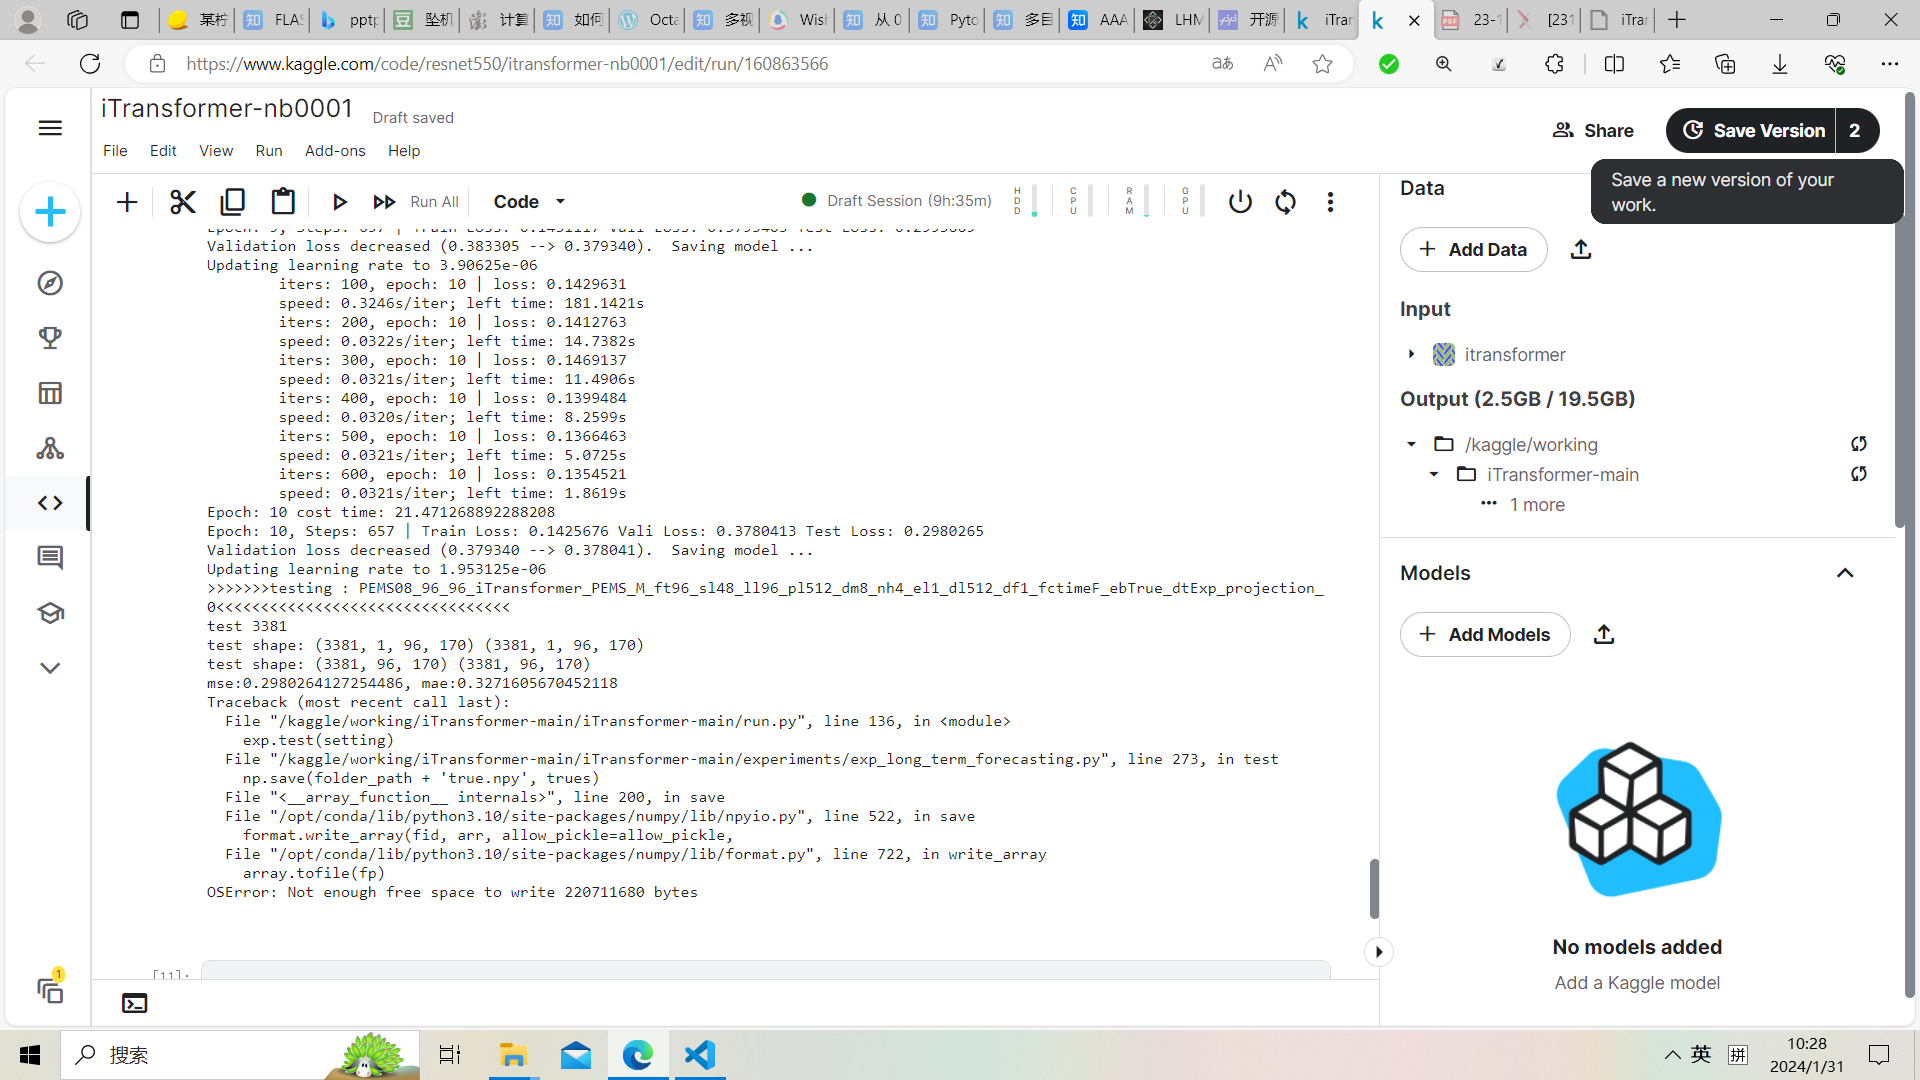 某柠
FLAS
pptp
坠机
计算
如何
Octa
多视
Wish
从 0
Pyto
多目
AAA
LHM
开源
iTran
23-1
[231
iTran
https://www.kaggle.com/code/resnet550/itransformer-nb0001/edit/run/160863566
iTransformer-nb0001
Draft saved
Share
Save Version
2
File
Edit
View
Run
Add-ons
Help
Save a new version of your
work.
Run All
Code
Draft Session (9h:35m)
HDD
CPU
RAM
GPU
Validation loss decreased (0.383305 --> 0.379340).  Saving model ...
Updating learning rate to 3.90625e-06
iters: 100, epoch: 10 | loss: 0.1429631
speed: 0.3246s/iter; left time: 181.1421s
iters: 200, epoch: 10 | loss: 0.1412763
speed: 0.0322s/iter; left time: 14.7382s
iters: 300, epoch: 10 | loss: 0.1469137
speed: 0.0321s/iter; left time: 11.4906s
iters: 400, epoch: 10 | loss: 0.1399484
speed: 0.0320s/iter; left time: 8.2599s
iters: 500, epoch: 10 | loss: 0.1366463
speed: 0.0321s/iter; left time: 5.0725s
iters: 600, epoch: 10 | loss: 0.1354521
speed: 0.0321s/iter; left time: 1.8619s
Epoch: 10 cost time: 21.471268892288208
Epoch: 10, Steps: 657 | Train Loss: 0.1425676 Vali Loss: 0.3780413 Test Loss: 0.2980265
Validation loss decreased (0.379340 --> 0.378041).  Saving model ...
Updating learning rate to 1.953125e-06
>>>>>>>testing : PEMS08_96_96_iTransformer_PEMS_M_ft96_sl48_ll96_pl512_dm8_nh4_el1_dl512_df1_fctimeF_ebTrue_dtExp_projection_
0<<<<<<<<<<<<<<<<<<<<<<<<<<<<<<<<<
test 3381
test shape: (3381, 1, 96, 170) (3381, 1, 96, 170)
test shape: (3381, 96, 170) (3381, 96, 170)
mse:0.2980264127254486, mae:0.3271605670452118
Traceback (most recent call last):
File "/kaggle/working/iTransformer-main/iTransformer-main/run.py", line 136, in <module>
exp.test(setting)
File "/kaggle/working/iTransformer-main/iTransformer-main/experiments/exp_long_term_forecasting.py", line 273, in test
np.save(folder_path + 'true.npy', trues)
File "<__array_function__ internals>", line 200, in save
File "/opt/conda/lib/python3.10/site-packages/numpy/lib/npyio.py", line 522, in save
format.write_array(fid, arr, allow_pickle=allow_pickle,
File "/opt/conda/lib/python3.10/site-packages/numpy/lib/format.py", line 722, in write_array
array.tofile(fp)
OSError: Not enough free space to write 220711680 bytes
[11]:
Data
Add Data
Input
itransformer
Output (2.5GB / 19.5GB)
/kaggle/working
iTransformer-main
1 more
Models
Add Models
No models added
Add a Kaggle model
1
搜索
英
拼
10:28
2024/1/31